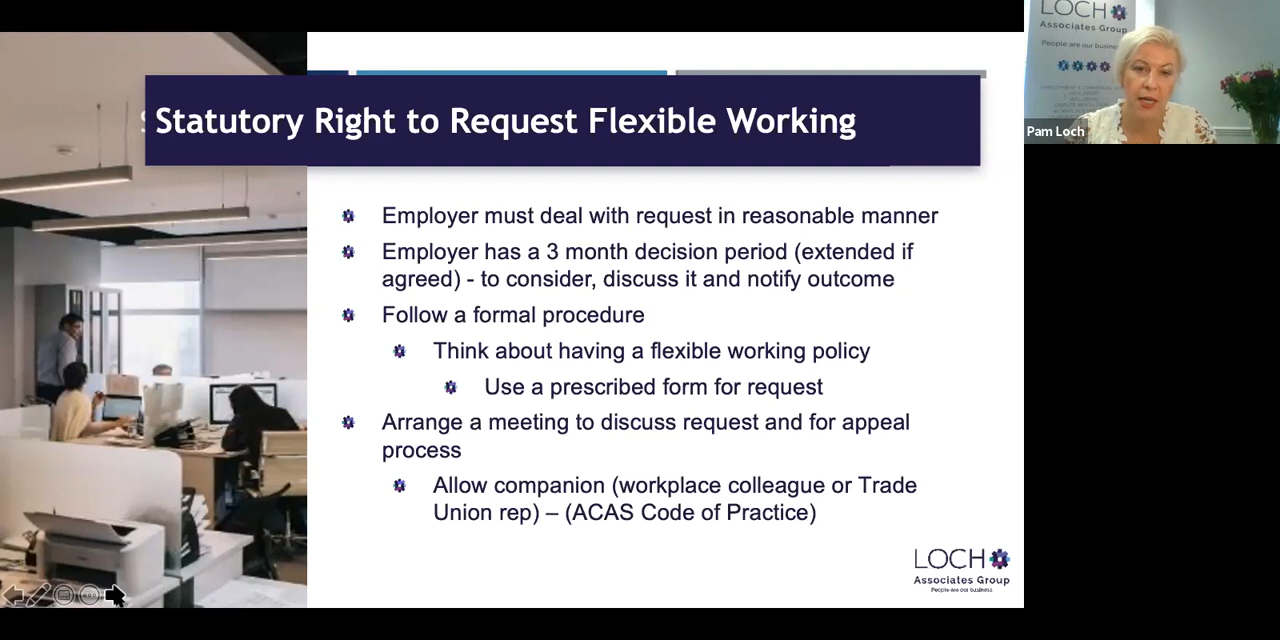 Statutory Right to Request Flexible Working
Employer must deal with request in reasonable manner
Employer has a 3 month decision period (extended if
agreed) - to consider, discuss it and notify outcome
Follow a formal procedure
Think about having a flexible working policy
Use a prescribed form for request
Arrange a meeting to discuss request and for appeal
process
Allow companion (workplace colleague or Trade
Union rep) – (ACAS Code of Practice)
LOCH
Associates Group
People are our business
LOCH
Associates Group
People are our
Pam Loch